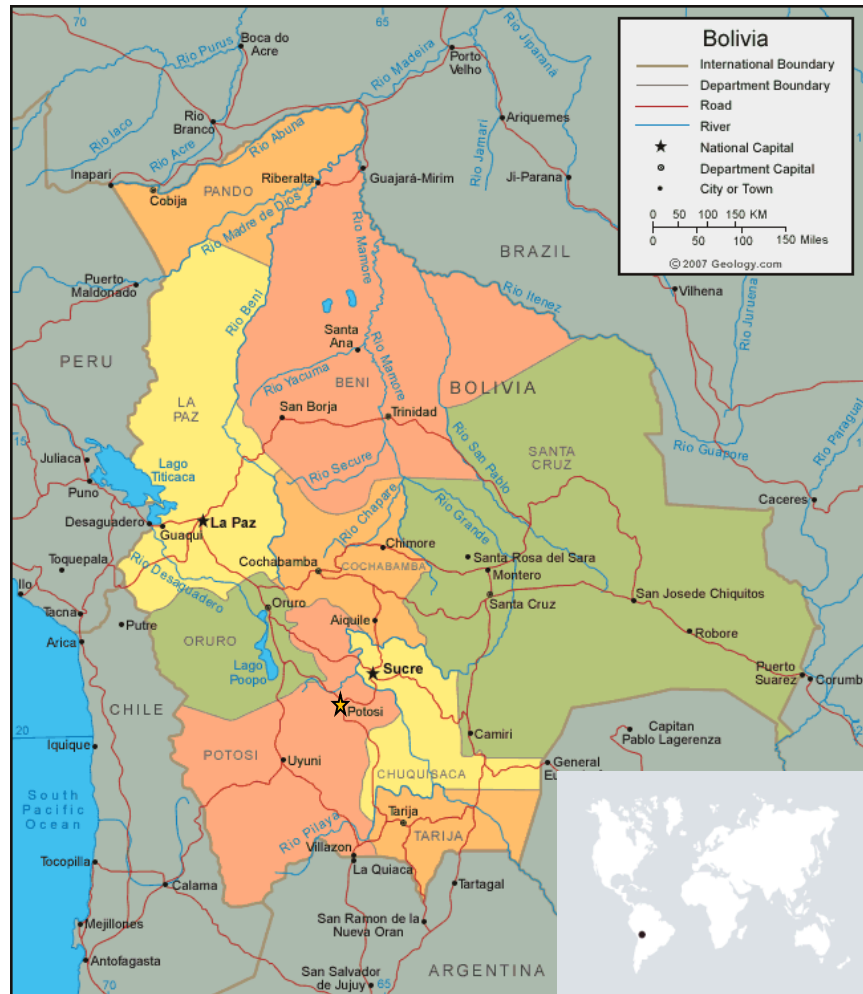 70
65
Bolivia
International Boundary
Department Boundary
Road
River
National Capital
Department Capital
City or Town
0 50 100 150 KM
0 50 100 150 Miles
© 2007 Geology.com
Rio Purus
Boca do
Acre
Rio Madeira
Porto
Velho
Rio Jiparaná
Rio Iaco
Rio
Branco
Rio Acre
Rio Abuna
Ariquemes
Rio Jamari
Inapari
Cobija
PANDO
Riberalta
Guajará-Mirim
Ji-Parana
Rio Madre de Dios
Rio Mamore
BRAZIL
Puerto
Maldonado
Rio Beni
Rio Itenez
Vilhena
Rio Juruena
PERU
Santa
Ana
Rio Mamore
Rio Yacuma
BENI
BOLIVIA
LA
PAZ
San Borja
Trinidad
15
Juliaca
Puno
Lago
Titicaca
Rio Secure
Rio San Pablo
SANTA
CRUZ
Rio Guapore
Rio Paraguai
Caceres
Desaguadero
Guaqui
La Paz
Rio Chapare
Rio Grande
Chimore
Toquepala
Rio Desaguadero
Cochabamba
COCHABAMBA
Santa Rosa del Sara
Montero
Ilo
Tacna
Putre
Arica
Oruro
ORURO
Aiquile
Santa Cruz
San Josede Chiquitos
Robore
Lago
Poopo
Sucre
Puerto
Suarez
Corumb
CHILE
Potosi
20
Iquique
POTOSI
Uyuni
Camiri
Capitan
Pablo Lagerenza
General
CHUQUISACA
South
Pacific
Ocean
Rio Pilaya
Tarija
TARIJA
Villazon
La Quiaca
Tocopilla
Calama
Tartagal
Mejillones
San Ramon de la
Nueva Oran
Antofagasta
San Salvador
de Jujuy
ARGENTINA
70
65